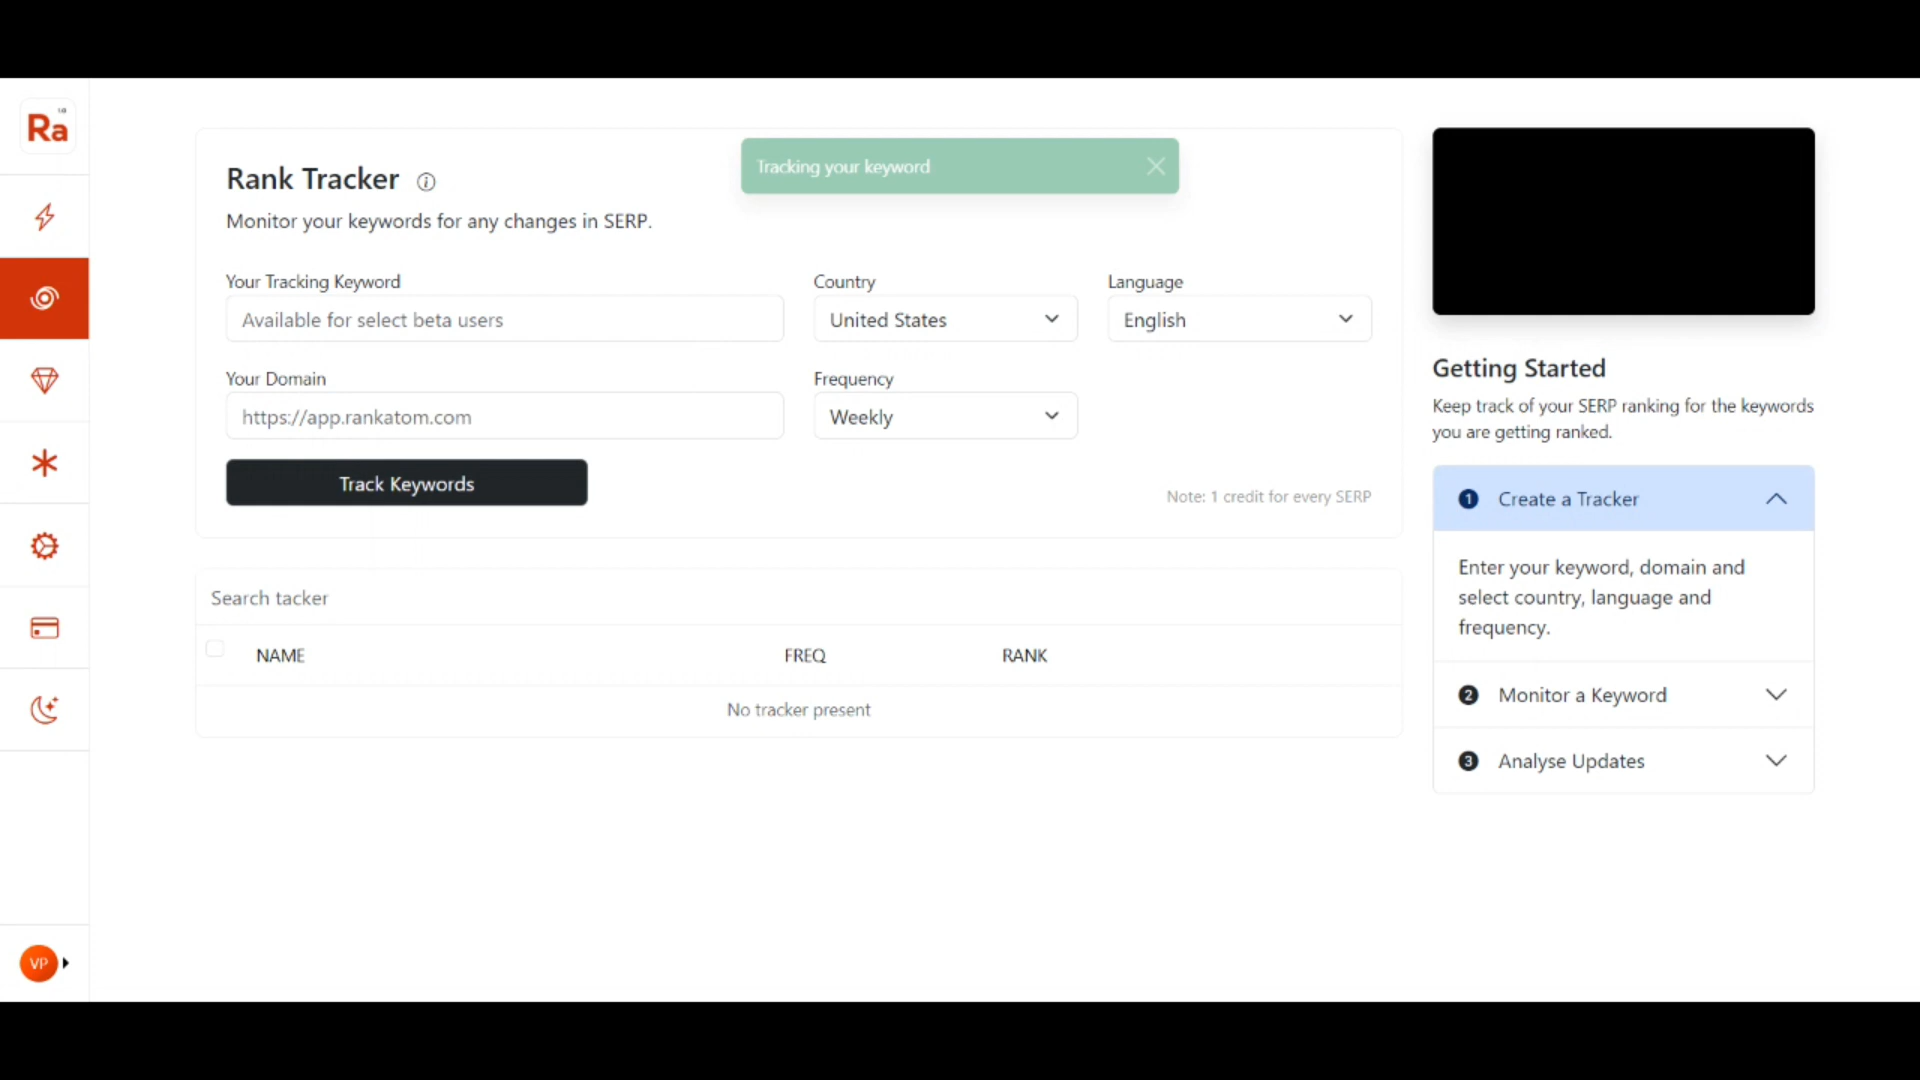 Ra
Tracking your keyword
Rank Tracker
Monitor your keywords for any changes in SERP.
Your Tracking Keyword
Country
Language
Available for select beta users
United States
English
Your Domain
Frequency
https://app.rankatom.com
Weekly
Track Keywords
Note: 1 credit for every SERP
Search tacker
NAME
FREQ
RANK
No tracker present
Getting Started
Keep track of your SERP ranking for the keywords
you are getting ranked.
1 Create a Tracker
Enter your keyword, domain and
select country, language and
frequency.
2 Monitor a Keyword
3 Analyse Updates
VP